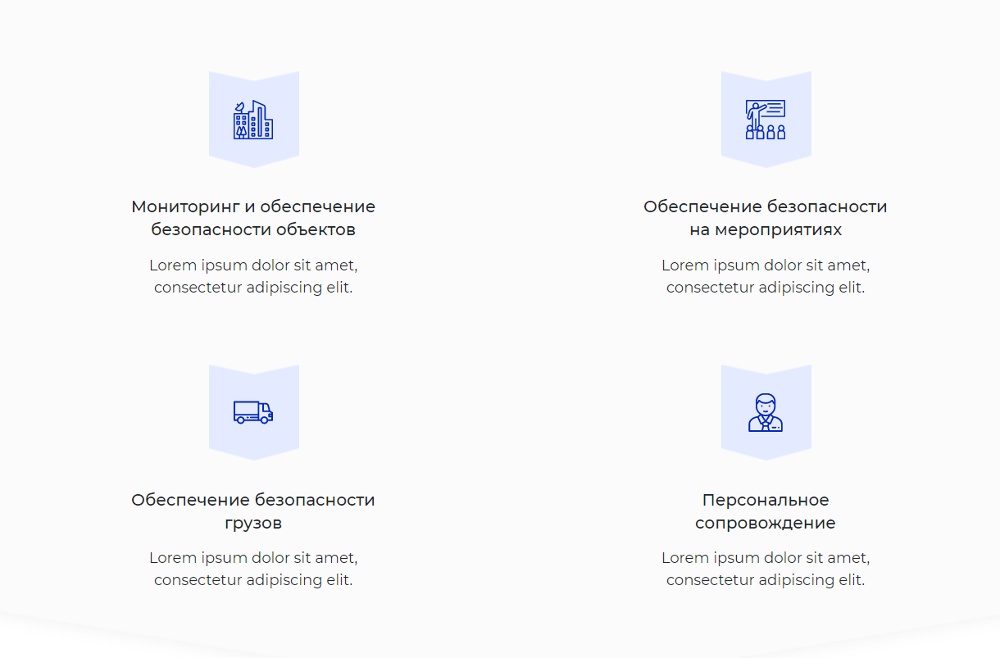 Мониторинг и обеспечение
безопасности объектов
Lorem ipsum dolor sit amet,
consectetur adipiscing elit.
Обеспечение безопасности
на мероприятиях
Lorem ipsum dolor sit amet,
consectetur adipiscing elit.
Обеспечение безопасности
грузов
Lorem ipsum dolor sit amet,
consectetur adipiscing elit.
Персональное
сопровождение
Lorem ipsum dolor sit amet,
consectetur adipiscing elit.